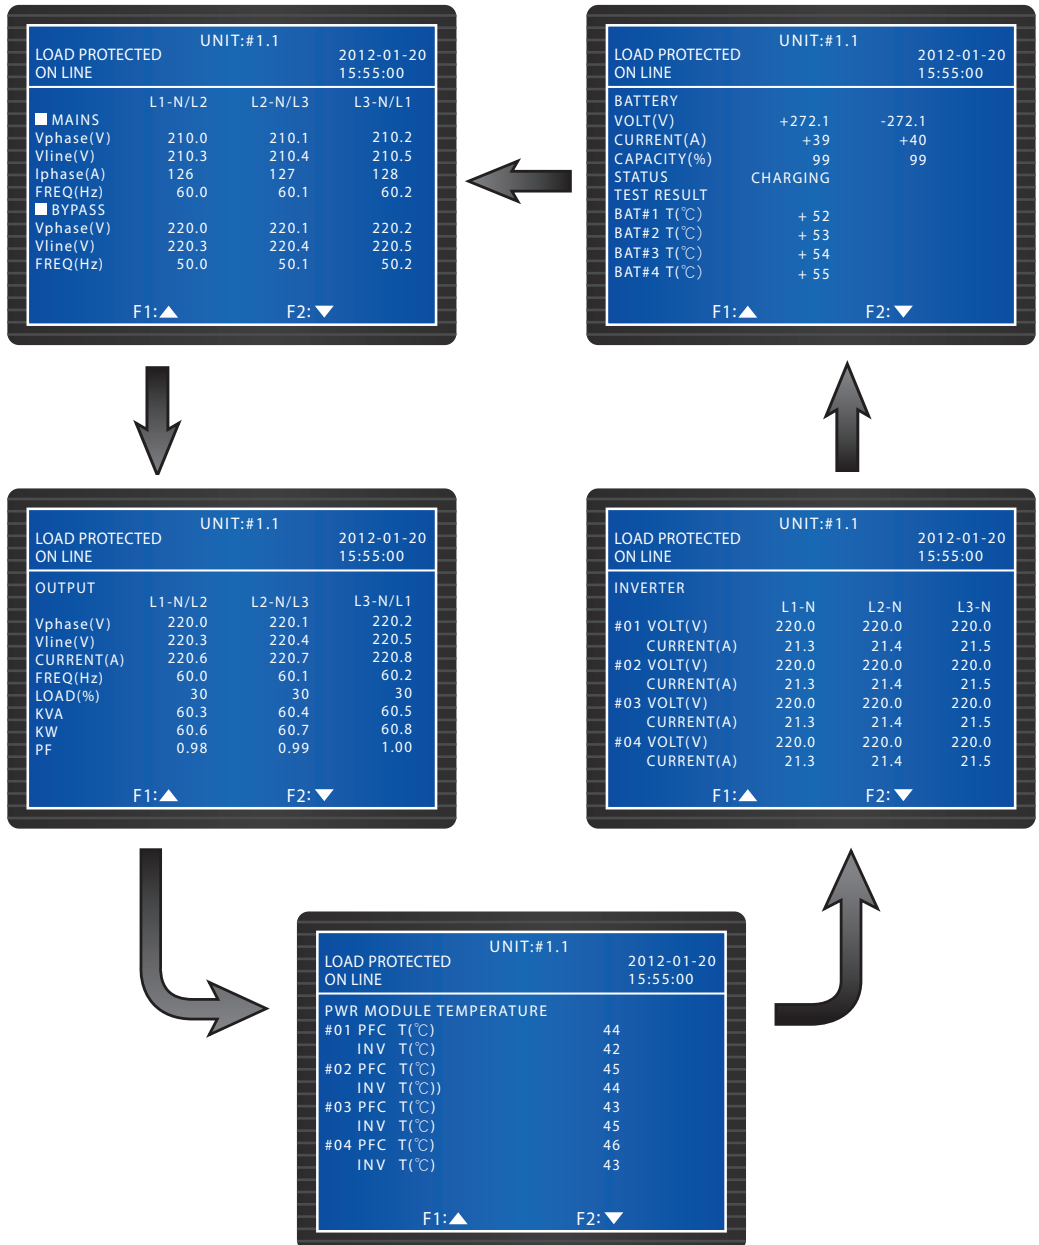 UNIT:#1.1
LOAD PROTECTED 2012-01-20
ON LINE 15:55:00
L1-N/L2 L2-N/L3 L3-N/L1
MAINS
Vphase(V) 210.0 210.1 210.2
Vline(V) 210.3 210.4 210.5
Iphase(A) 126 127 128
FREQ(Hz) 60.0 60.1 60.2
BYPASS
Vphase(V) 220.0 220.1 220.2
Vline(V) 220.3 220.4 220.5
FREQ(Hz) 50.0 50.1 50.2
F1:▲ F2:▼
UNIT:#1.1
LOAD PROTECTED 2012-01-20
ON LINE 15:55:00
BATTERY
VOLT(V) +272.1 -272.1
CURRENT(A) +39 +40
CAPACITY(%) 99 99
STATUS CHARGING
TEST RESULT
BAT#1 T(℃) + 52
BAT#2 T(℃) + 53
BAT#3 T(℃) + 54
BAT#4 T(℃) + 55
F1:▲ F2:▼
UNIT:#1.1
LOAD PROTECTED 2012-01-20
ON LINE 15:55:00
OUTPUT
L1-N/L2 L2-N/L3 L3-N/L1
Vphase(V) 220.0 220.1 220.2
Vline(V) 220.3 220.4 220.5
CURRENT(A) 220.6 220.7 220.8
FREQ(Hz) 60.0 60.1 60.2
LOAD(%) 30 30 30
KVA 60.3 60.4 60.5
KW 60.6 60.7 60.8
PF 0.98 0.99 1.00
F1:▲ F2:▼
UNIT:#1.1
LOAD PROTECTED 2012-01-20
ON LINE 15:55:00
INVERTER
L1-N L2-N L3-N
#01 VOLT(V) 220.0 220.0 220.0
CURRENT(A) 21.3 21.4 21.5
#02 VOLT(V) 220.0 220.0 220.0
CURRENT(A) 21.3 21.4 21.5
#03 VOLT(V) 220.0 220.0 220.0
CURRENT(A) 21.3 21.4 21.5
#04 VOLT(V) 220.0 220.0 220.0
CURRENT(A) 21.3 21.4 21.5
F1:▲ F2:▼
UNIT:#1.1
LOAD PROTECTED 2012-01-20
ON LINE 15:55:00
PWR MODULE TEMPERATURE
#01 PFC T(℃) 44
INV T(℃) 42
#02 PFC T(℃) 45
INV T(℃)) 44
#03 PFC T(℃) 43
INV T(℃) 45
#04 PFC T(℃) 46
INV T(℃) 43
F1:▲ F2:▼